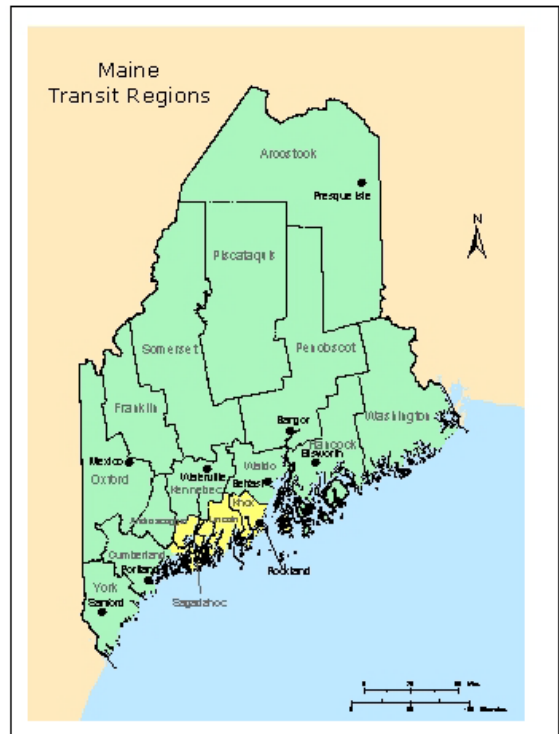 Maine
Transit Regions
Aroostook
Presque Isle
N
Piscataquis
Somerset
Penobscot
Franklin
Washington
Bangor
Hancock
Ellsworth
Mexico
Oxford
Waterville
Kennebec
Waldo
Belfast
Knox
Androscoggin
Lincoln
Cumberland
Portland
Rockland
York
Sanford
Sagadahoc